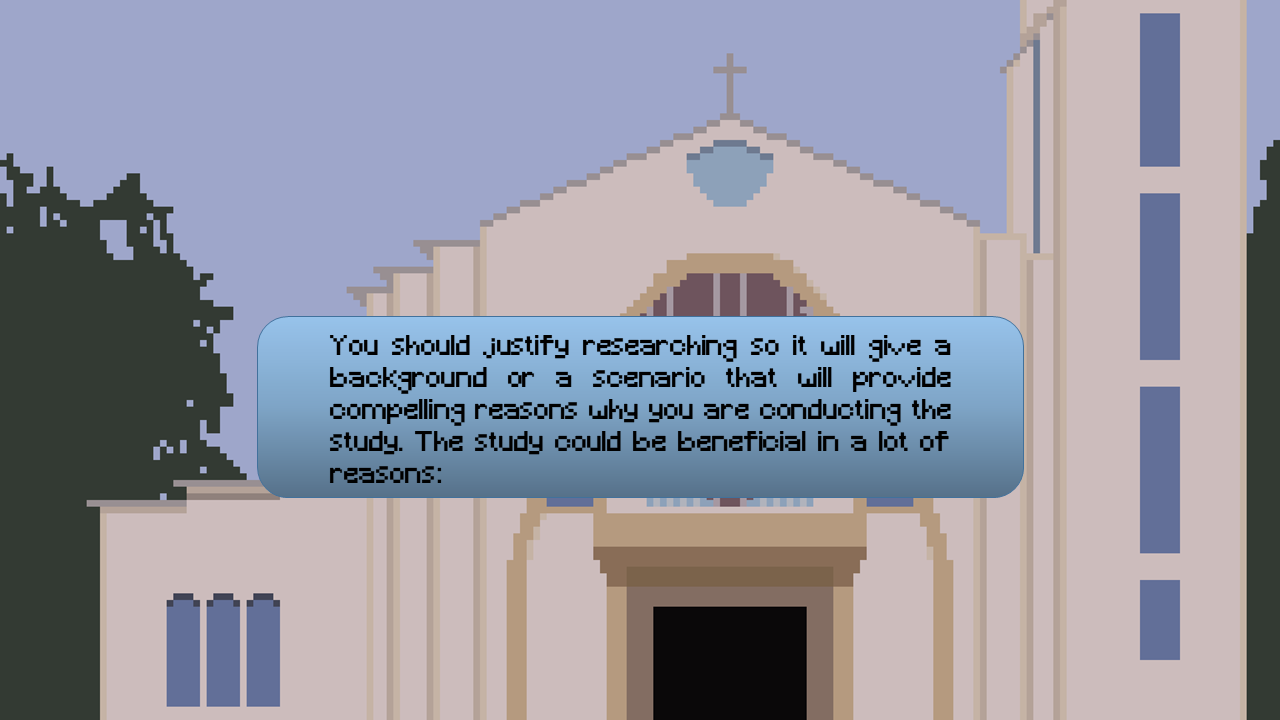 You should justify researching so it will give a
background or a scenario that will provide
compelling reasons why you are conducting the
study. The study could be beneficial in a lot of
reasons: